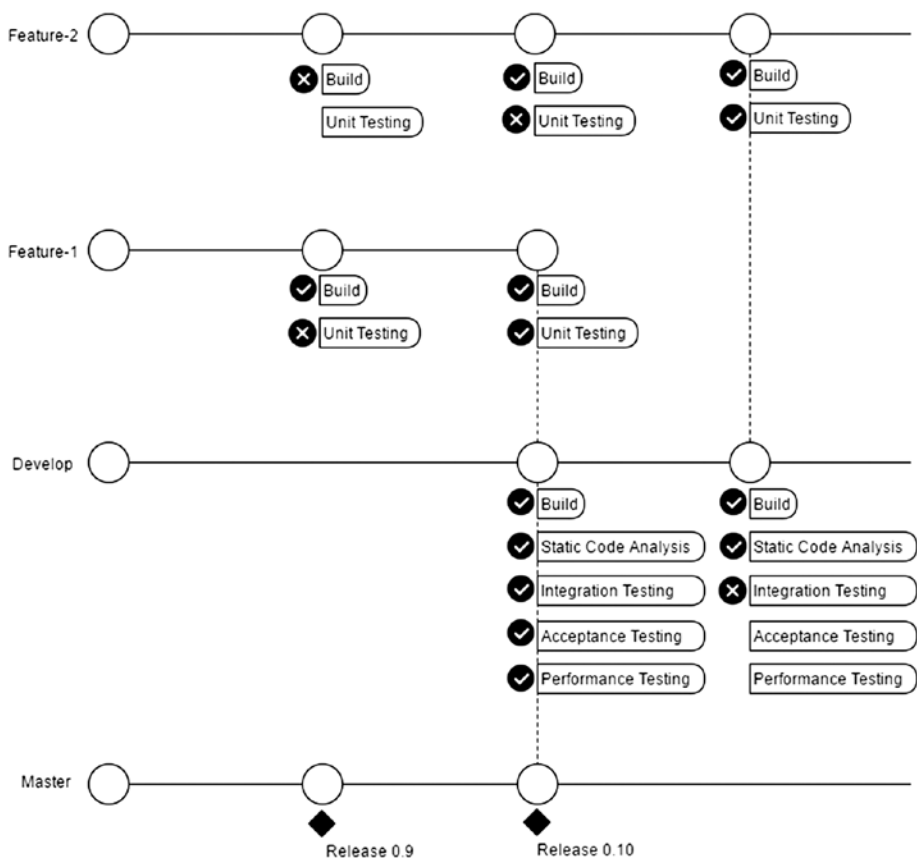 Feature-2
Build
Build
Build
Unit Testing
Unit Testing
Unit Testing
Feature-1
Build
Build
Unit Testing
Unit Testing
Develop
Build
Build
Static Code Analysis
Static Code Analysis
Integration Testing
Integration Testing
Acceptance Testing
Acceptance Testing
Performance Testing
Performance Testing
Master
Release 0.9
Release 0.10